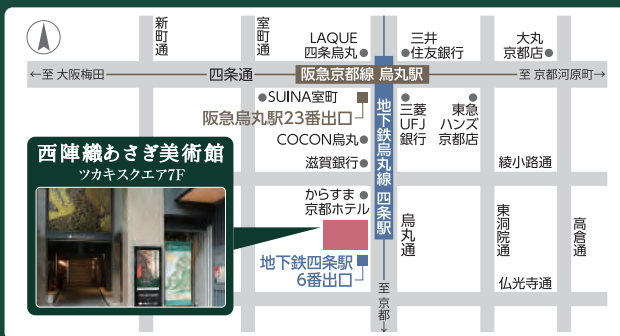 新町通
室町通
LAQUE
四条烏丸
三井
住友銀行
大丸
京都店
←至 大阪梅田
四条通
阪急京都線 烏丸駅
至 京都河原町→
SUINA室町
阪急烏丸駅23番出口
地下鉄烏丸線 四条駅
三菱
UFJ
銀行
東急
ハンズ
京都店
COCON烏丸
滋賀銀行
綾小路通
西陣織あさぎ美術館
ツカキスクエア7F
からすま
京都ホテル
烏丸通
東洞院通
高倉通
地下鉄四条駅
6番出口
仏光寺通
至 京都↓